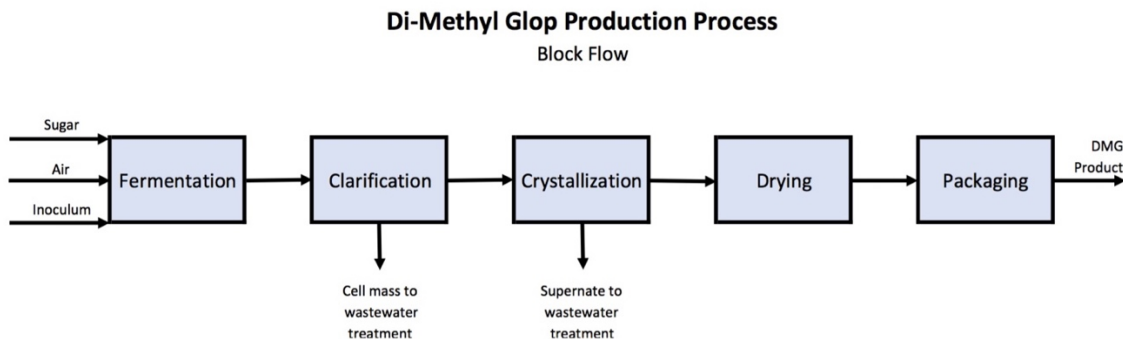 Di-Methyl Glop Production Process
Block Flow
Sugar
Air
Inoculum
Fermentation
Clarification
Crystallization
Drying
Packaging
DMG
Product
Cell mass to
wastewater
treatment
Supernate to
wastewater
treatment